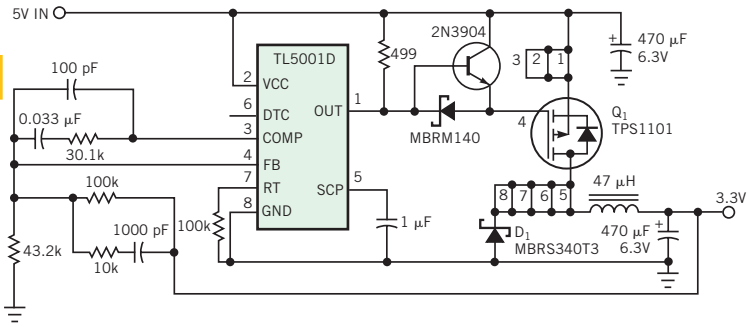 5V IN
2N3904
TL5001D
499
3 2 1
470 µF
6.3V
100 pF
2
VCC
6
DTC
OUT
1
4
Q1
TPS1101
0.033 µF
3
COMP
MBRM140
30.1k
4
FB
7
RT
SCP
5
47 µH
3.3V
100k
8
GND
100k
1 µF
8 7 6 5
1000 pF
D1
MBRS340T3
470 µF
6.3V
43.2k
10k
+
+